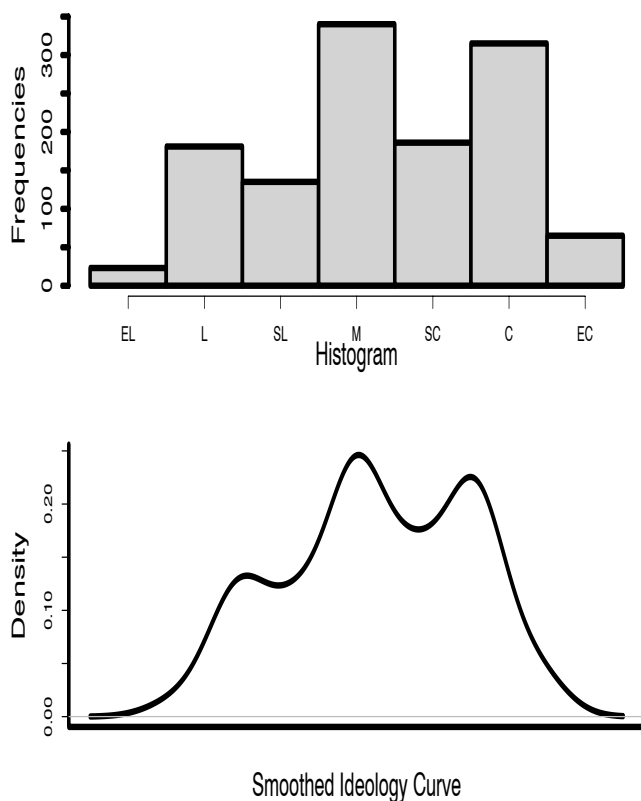 Frequencies
300
200
100
0
EL L SL M SC C EC
Histogram
Density
0.20
0.10
0.00
Smoothed Ideology Curve